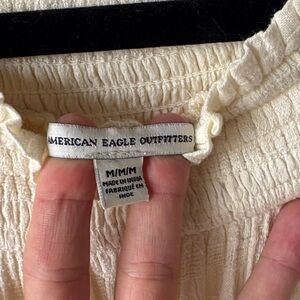 AMERICAN EAGLE OUTFITTERS
M/M/M
MADE IN INDIA
FABRIQUÉ EN
INDE